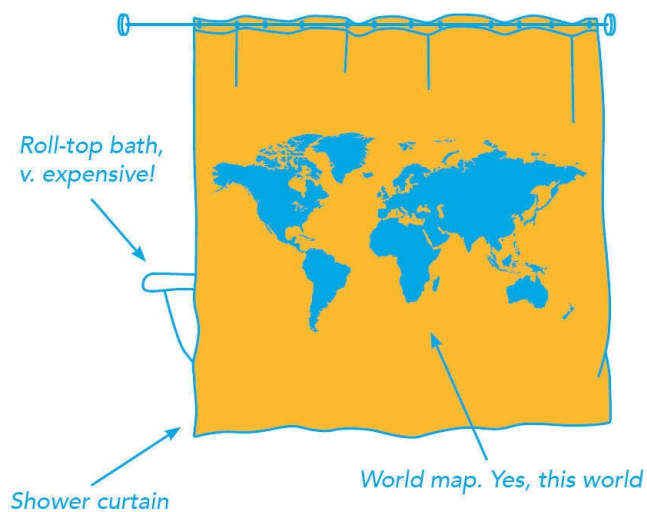 Roll-top bath,
v. expensive!
World map. Yes, this world
Shower curtain